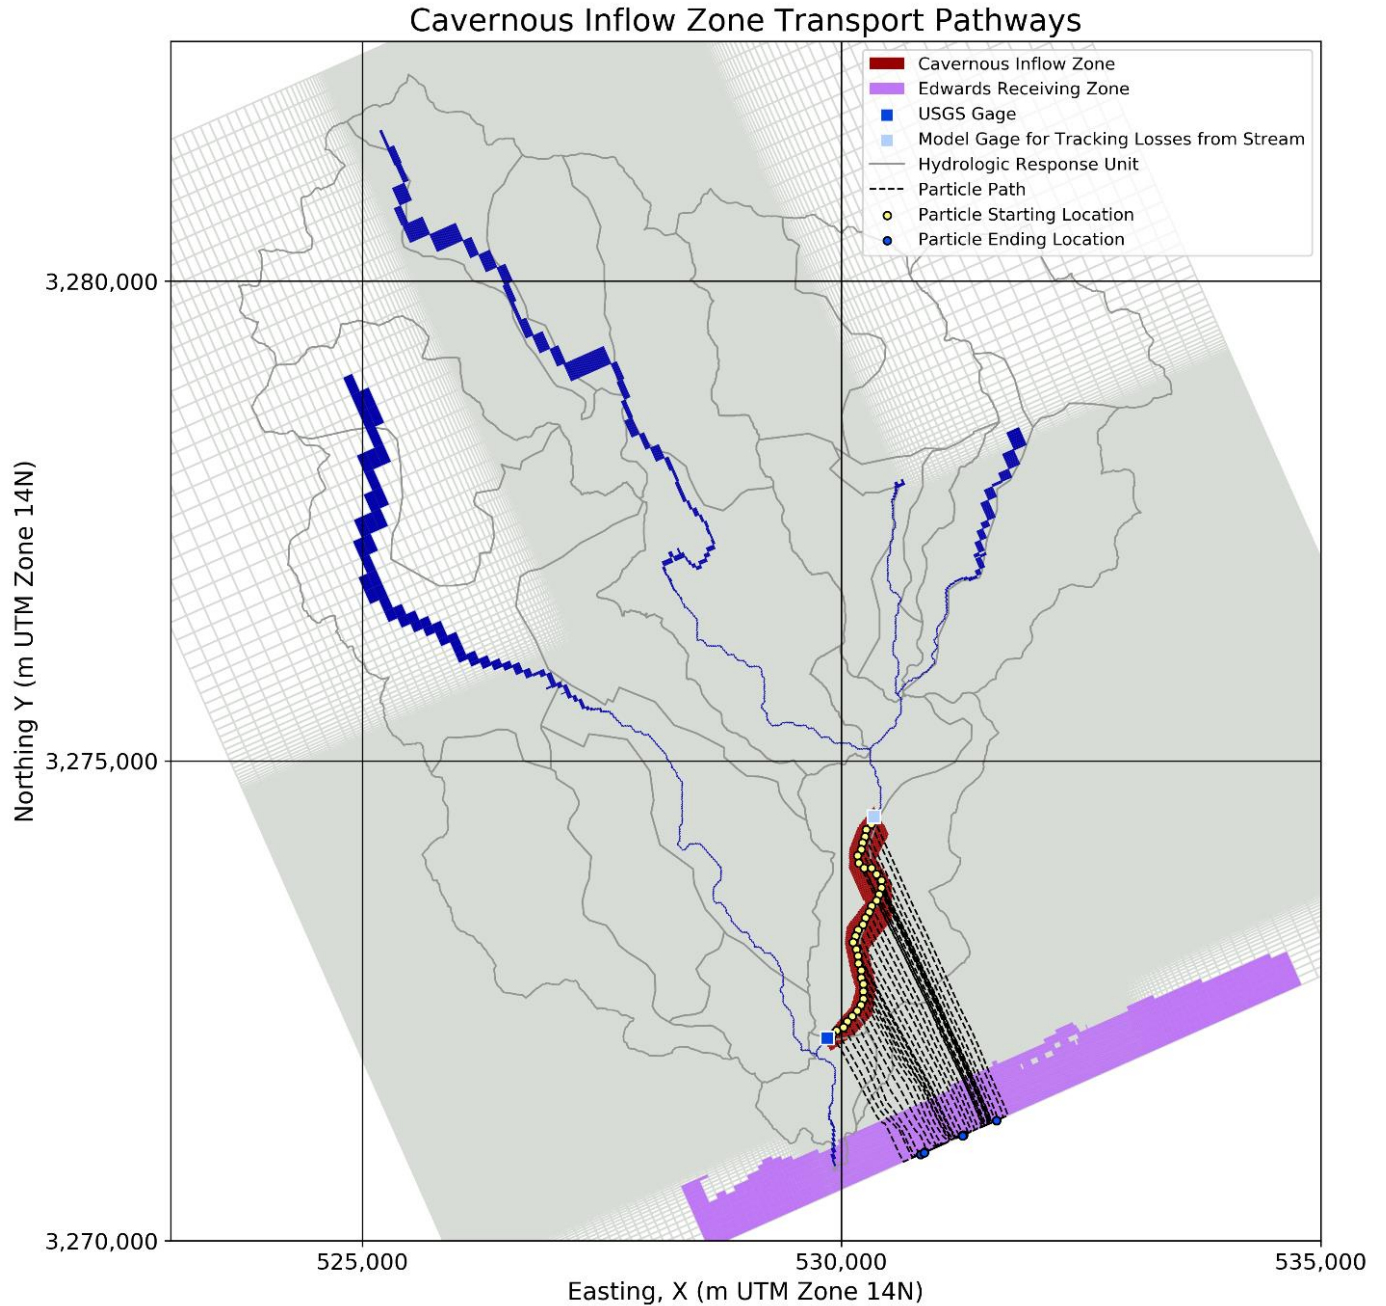 Cavernous Inflow Zone Transport Pathways
Cavernous Inflow Zone
Edwards Receiving Zone
USGS Gage
Model Gage for Tracking Losses from Stream
Hydrologic Response Unit
Particle Path
Particle Starting Location
Particle Ending Location
3,280,000
3,275,000
3,270,000
Northing Y (m UTM Zone 14N)
525,000
530,000
535,000
Easting, X (m UTM Zone 14N)